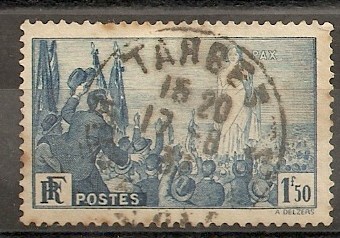 PAX
TARBES
15 20
RF
POSTES
1F50
A DELZERS